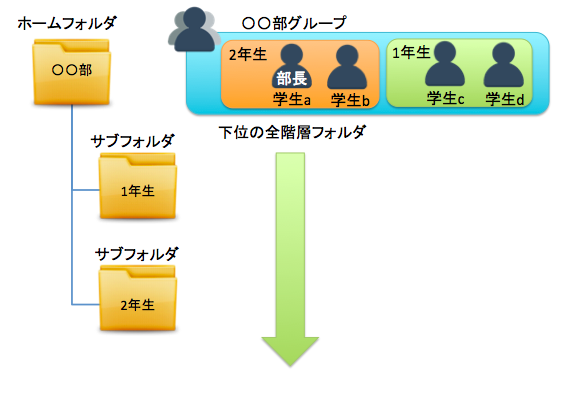 ホームフォルダ
〇〇部
サブフォルダ
1年生
サブフォルダ
2年生
〇〇部グループ
2年生
部長
学生a
学生b
1年生
学生c
学生d
下位の全階層フォルダ